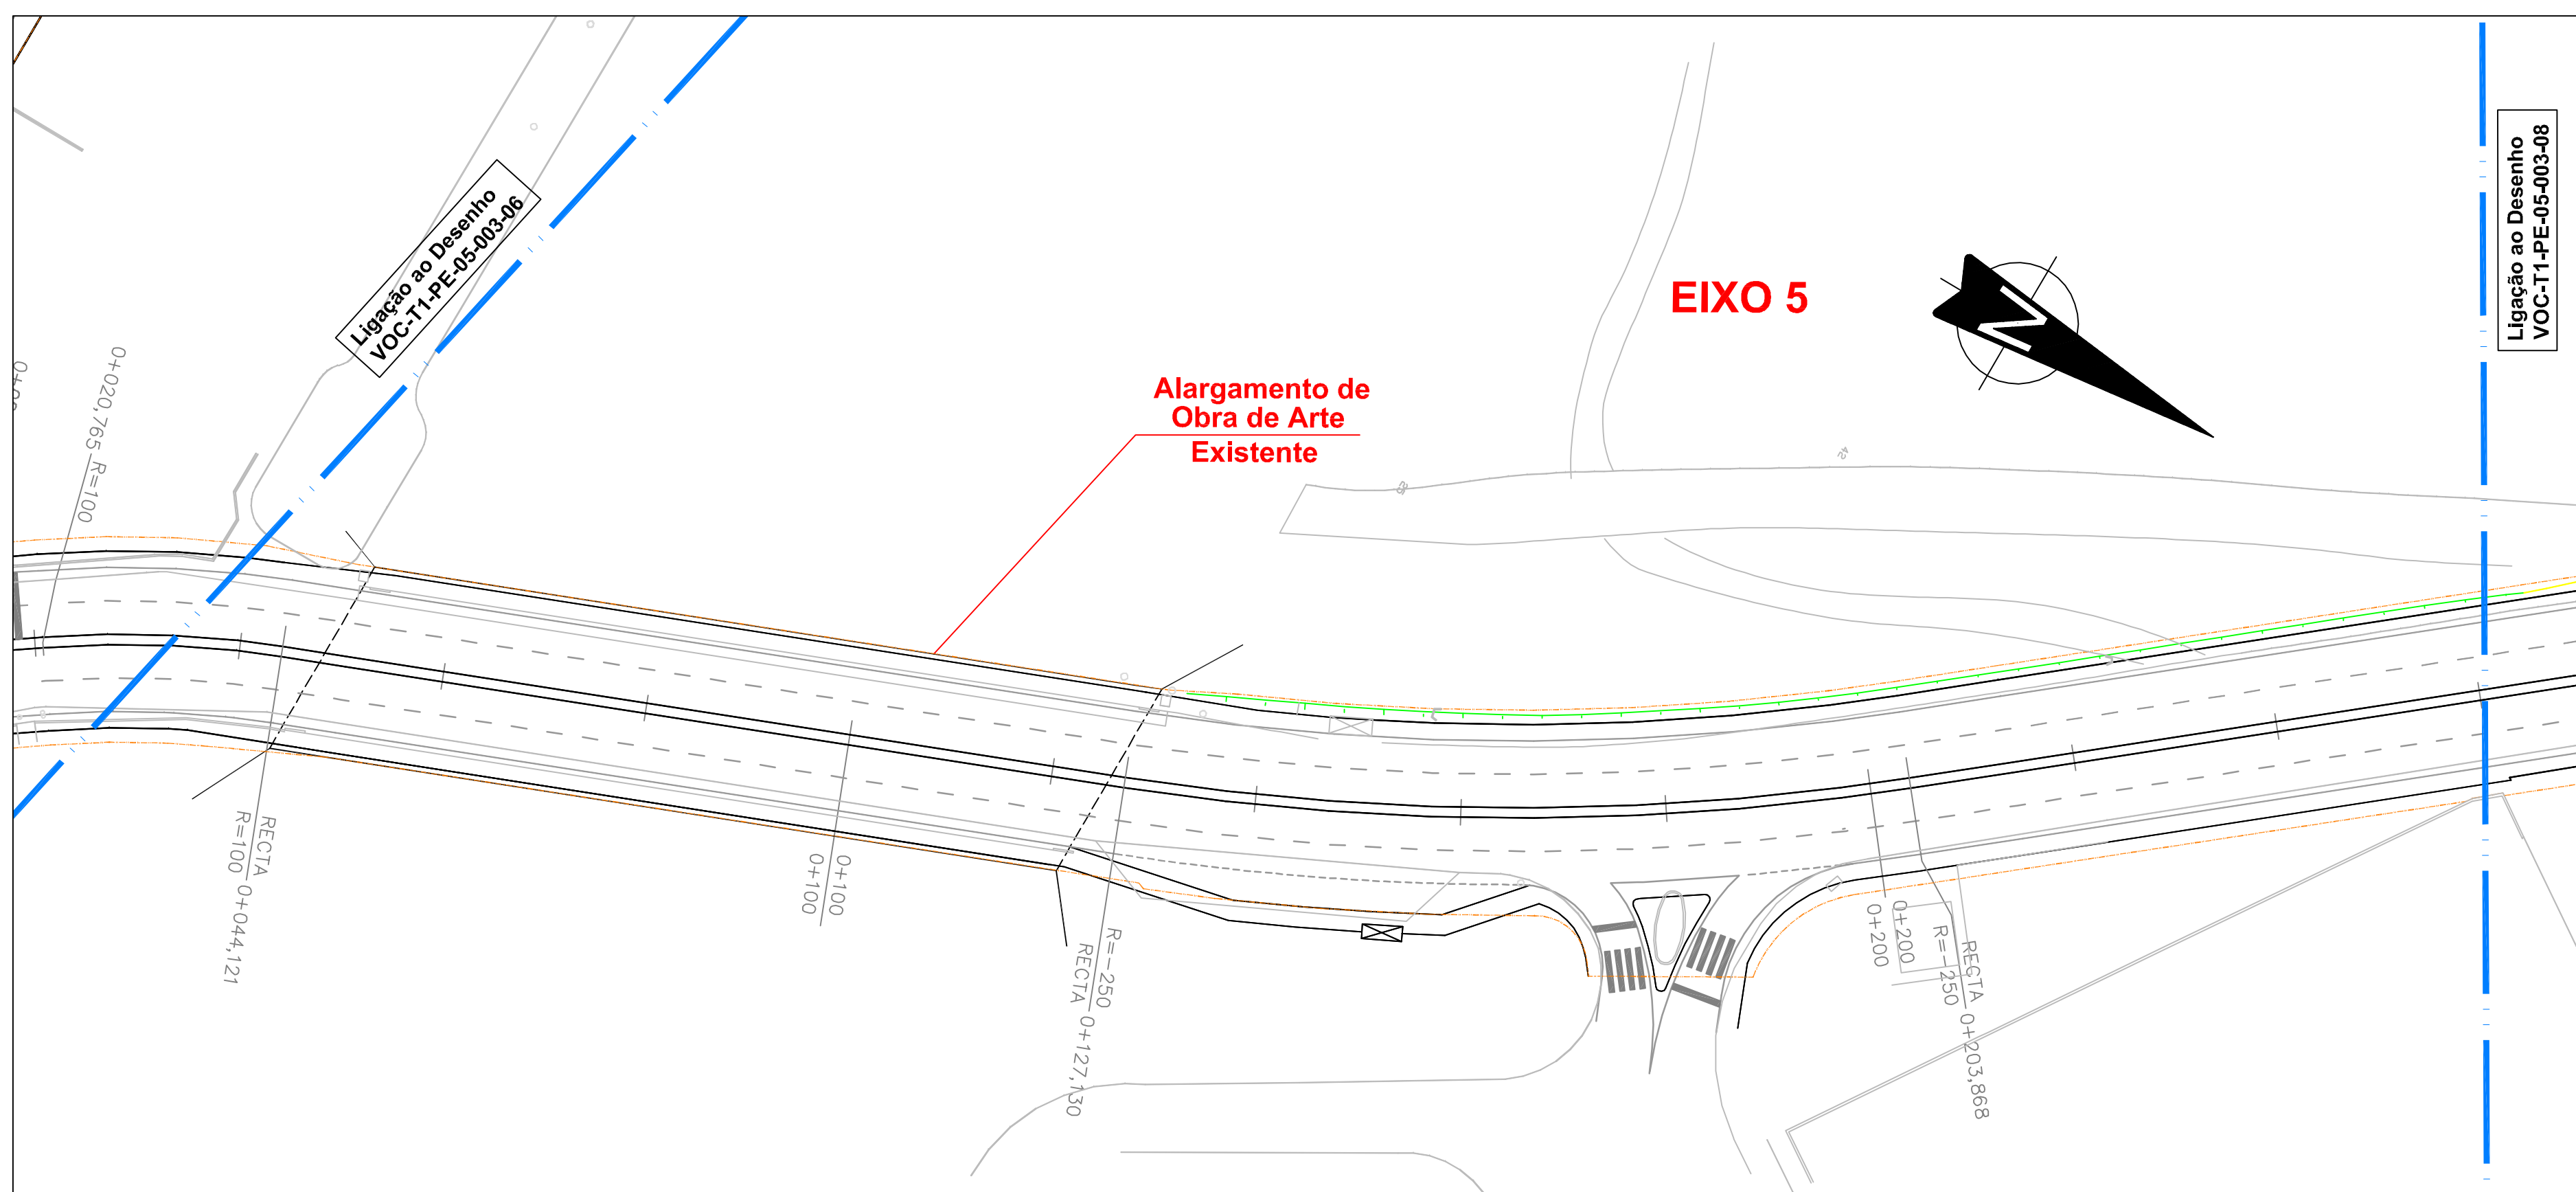 Ligação ao Desenho
VOC-T1-PE-05-003-06
Ligação ao Desenho
VOC-T1-PE-05-003-08
EIXO 5
N
Alargamento de
Obra de Arte
Existente
0+020,765 R=100
RECTA
R=100 0+044,121
0+100
0+100
R=-250
RECTA 0+127,130
0+200
0+200
RECTA
R=-250 0+203,868